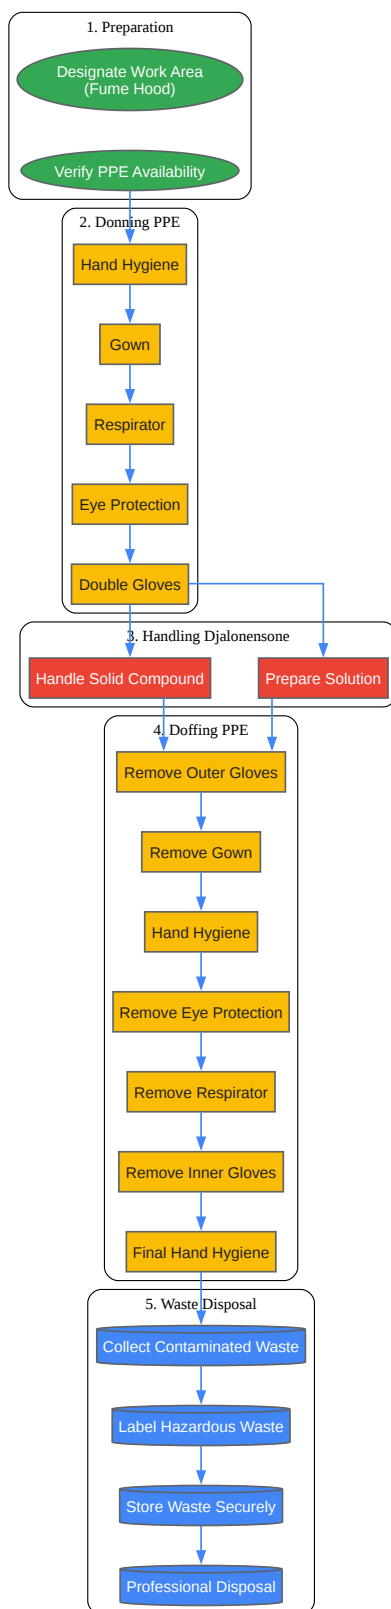 1. Preparation
Designate Work Area
(Fume Hood)
Verify PPE Availability
2. Donning PPE
Hand Hygiene
Gown
Respirator
Eye Protection
Double Gloves
3. Handling Djalonensone
Handle Solid Compound
Prepare Solution
4. Doffing PPE
Remove Outer Gloves
Remove Gown
Hand Hygiene
Remove Eye Protection
Remove Respirator
Remove Inner Gloves
Final Hand Hygiene
5. Waste Disposal
Collect Contaminated Waste
Label Hazardous Waste
Store Waste Securely
Professional Disposal